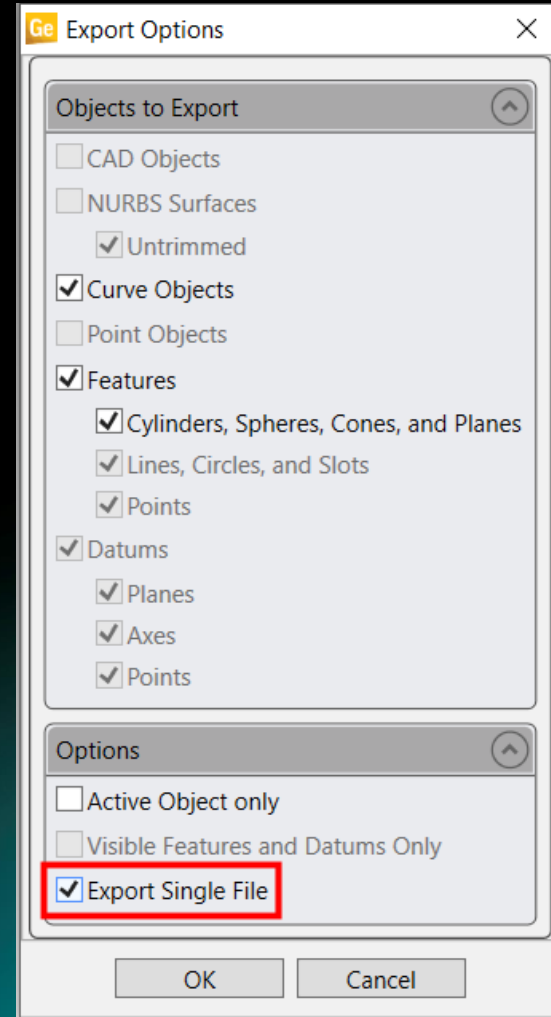 Ge Export Options
Objects to Export
CAD Objects
NURBS Surfaces
Untrimmed
Curve Objects
Point Objects
Features
Cylinders, Spheres, Cones, and Planes
Lines, Circles, and Slots
Points
Datums
Planes
Axes
Points
Options
Active Object only
Visible Features and Datums Only
Export Single File
OK Cancel